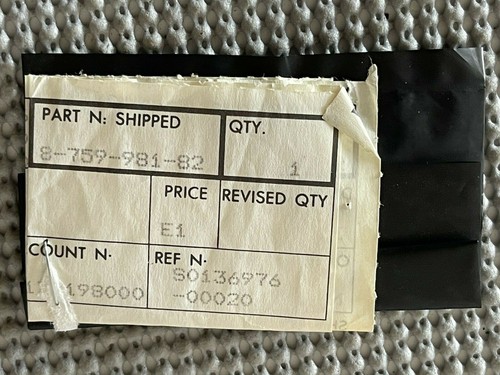 PART N: SHIPPED
QTY.
8-759-981-82
1
PRICE
REVISED QTY
E1
COUNT N·
REF N·
198000
S0136976
-00020